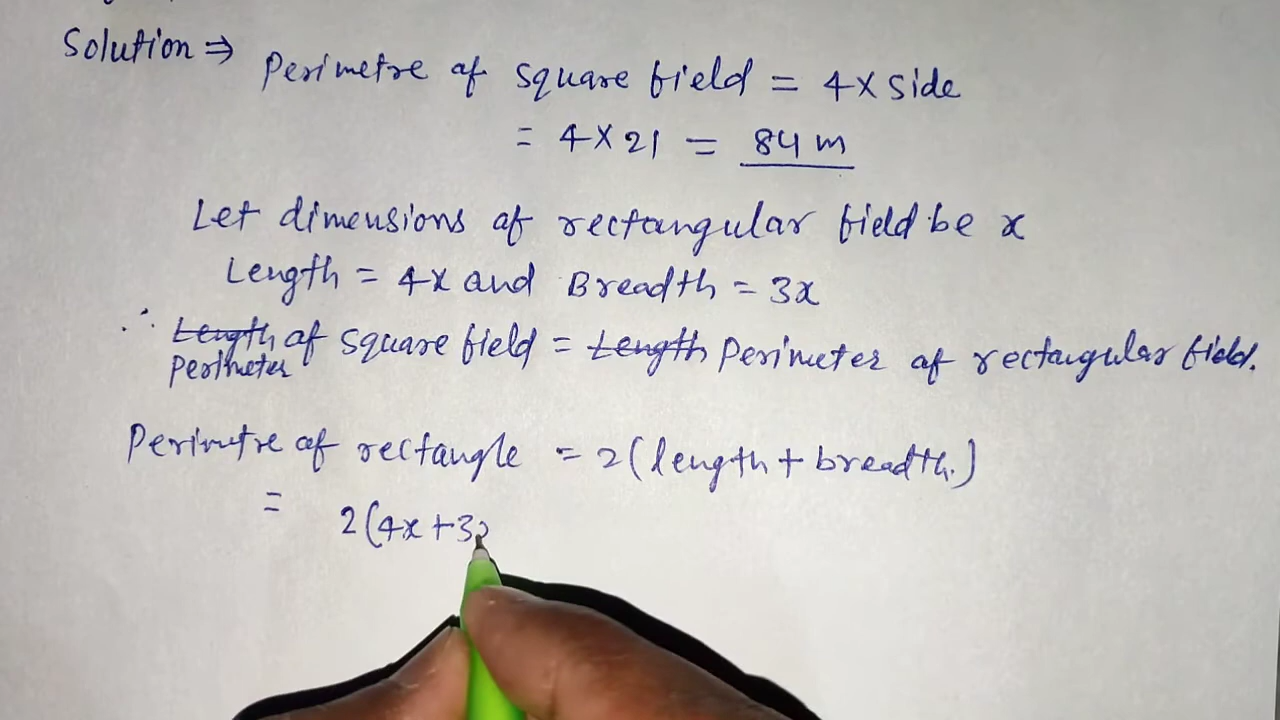 Solution ⇒ Perimetre of square field = 4 x side
= 4 x 21 = 84 m
Let dimensions of rectangular field be x
Length = 4x and Breadth = 3x
∴ Length of square field = Length Perimeter of rectangular field.
Perimeter
Perimetre of rectangle = 2(length + breadth.)
= 2(4x + 3